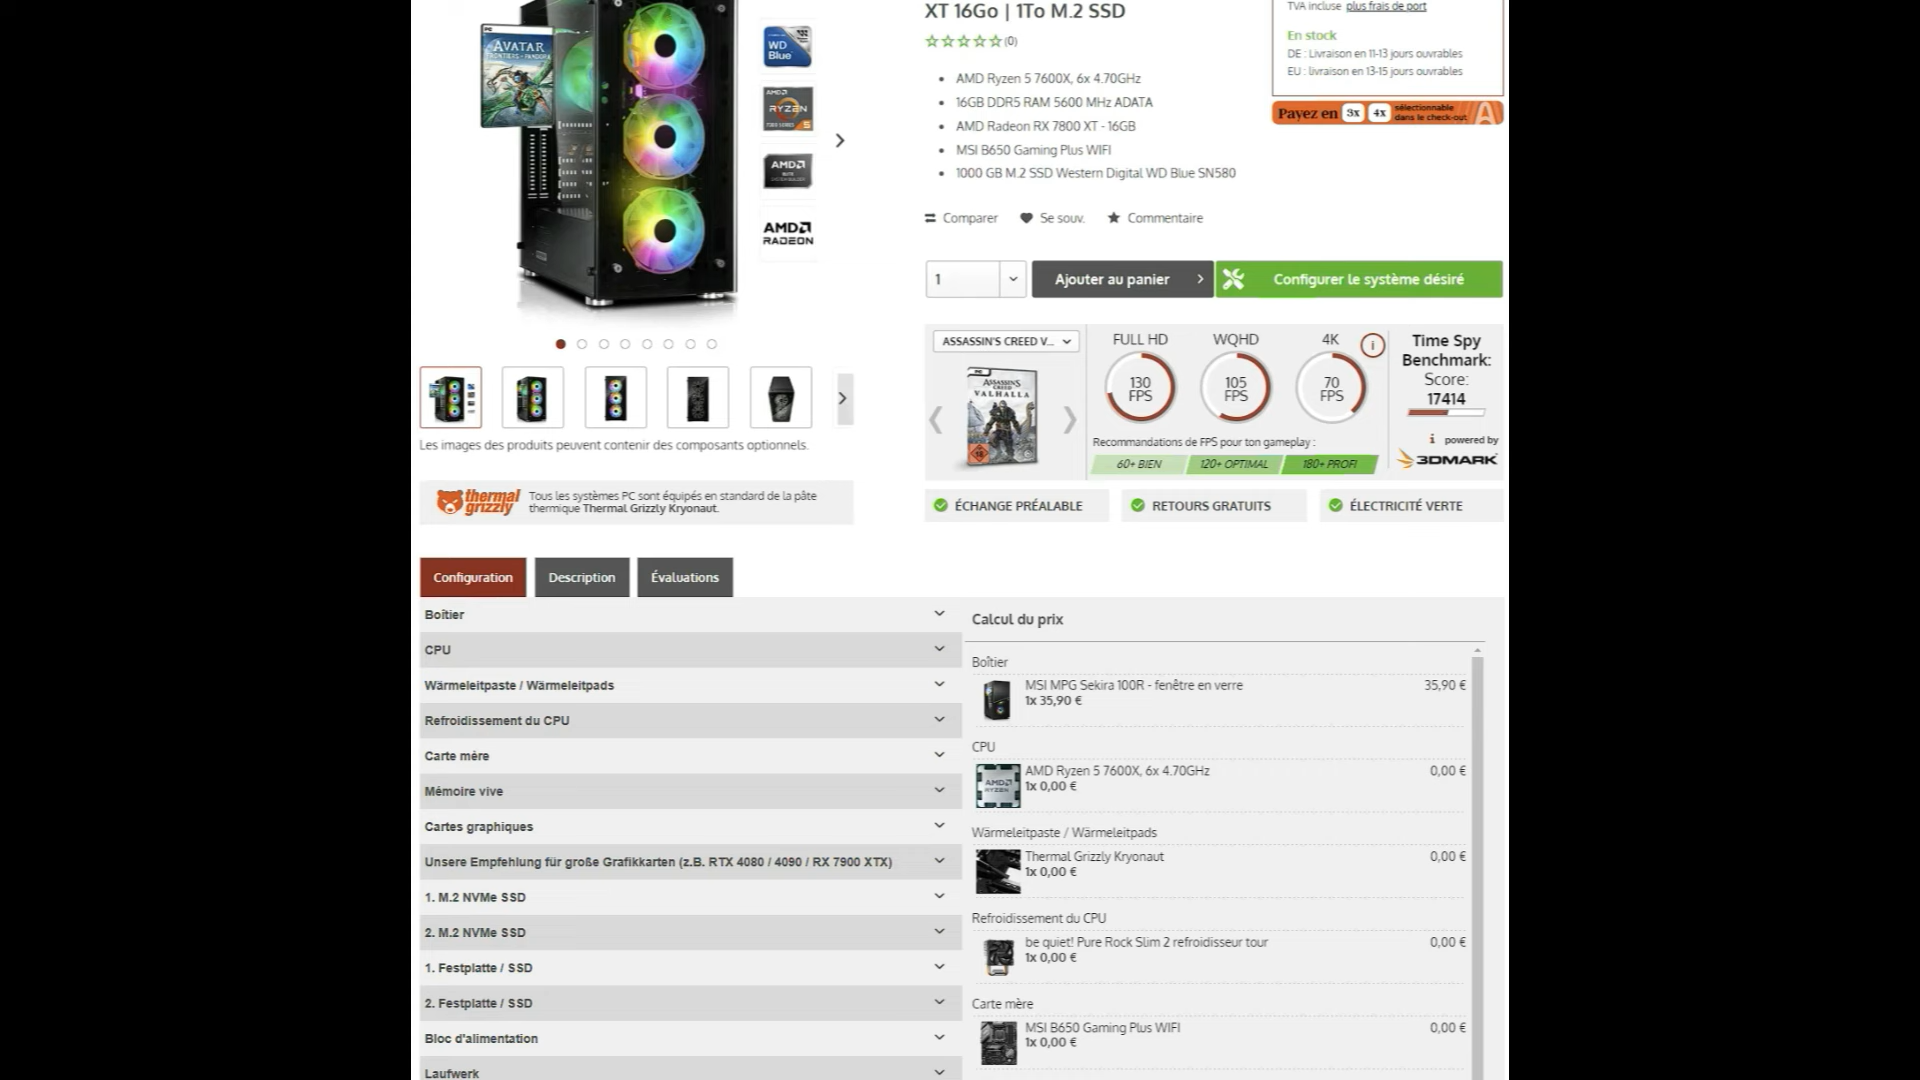 XT 16Go | 1To M.2 SSD
(0)
AMD Ryzen 5 7600X, 6x 4.70GHz
16GB DDR5 RAM 5600 MHz ADATA
AMD Radeon RX 7800 XT - 16GB
MSI B650 Gaming Plus WIFI
1000 GB M.2 SSD Western Digital WD Blue SN580
Comparer
Se souv.
Commentaire
TVA incluse plus frais de port
En stock
DE : Livraison en 11-13 jours ouvrables
EU : livraison en 13-15 jours ouvrables
Payez en 3x 4x sélectionnable
dans le check-out
1
Ajouter au panier
Configurer le système désiré
PC
AVATAR
FRONTIERS of PANDORA
WD
Blue
AMD
RYZEN
5
AMD
AMD
RADEON
Les images des produits peuvent contenir des composants optionnels.
thermal
grizzly
Tous les systèmes PC sont équipés en standard de la pâte
thermique Thermal Grizzly Kryonaut.
ASSASSIN'S CREED V...
PC
ASSASSIN'S
CREED
VALHALLA
18
FULL HD
130
FPS
WQHD
105
FPS
4K
70
FPS
i
Recommandations de FPS pour ton gameplay :
60+ BIEN
120+ OPTIMAL
180+ PROFI
Time Spy
Benchmark:
Score:
17414
i powered by
3DMARK
ÉCHANGE PRÉALABLE
RETOURS GRATUITS
ÉLECTRICITÉ VERTE
Configuration
Description
Évaluations
Boîtier
CPU
Wärmeleitpaste / Wärmeleitpads
Refroidissement du CPU
Carte mère
Mémoire vive
Cartes graphiques
Unsere Empfehlung für große Grafikkarten (z.B. RTX 4080 / 4090 / RX 7900 XTX)
1. M.2 NVMe SSD
2. M.2 NVMe SSD
1. Festplatte / SSD
2. Festplatte / SSD
Bloc d'alimentation
Laufwerk
Calcul du prix
Boîtier
MSI MPG Sekira 100R - fenêtre en verre
35,90 €
1x 35,90 €
CPU
AMD
RYZEN
AMD Ryzen 5 7600X, 6x 4.70GHz
0,00 €
1x 0,00 €
Wärmeleitpaste / Wärmeleitpads
Thermal Grizzly Kryonaut
0,00 €
1x 0,00 €
Refroidissement du CPU
be quiet! Pure Rock Slim 2 refroidisseur tour
0,00 €
1x 0,00 €
Carte mère
MSI B650 Gaming Plus WIFI
0,00 €
1x 0,00 €